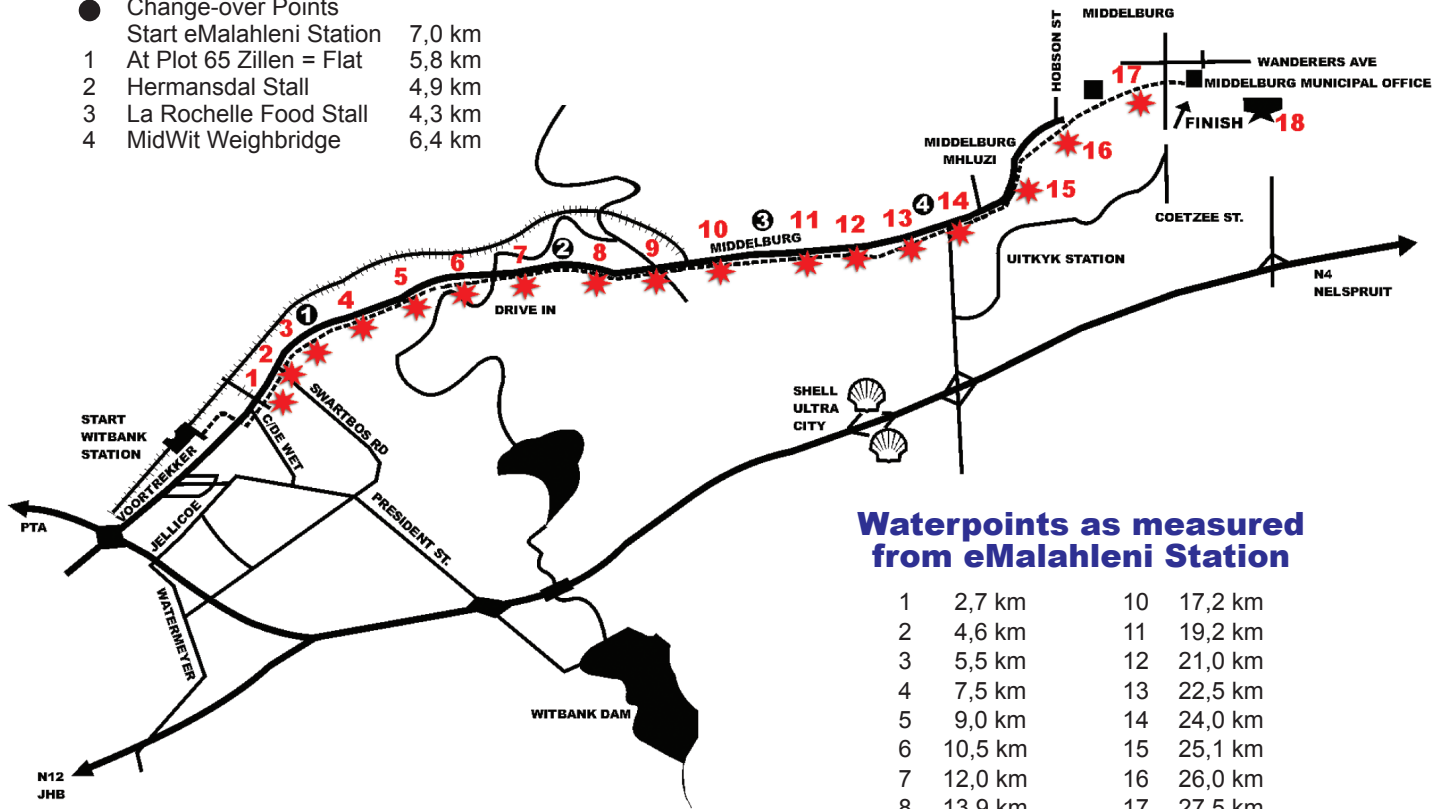 Change-over Points
Start eMalahleni Station 7,0 km
1 At Plot 65 Zillen = Flat 5,8 km
2 Hermansdal Stall 4,9 km
3 La Rochelle Food Stall 4,3 km
4 MidWit Weighbridge 6,4 km
MIDDELBURG
HOBSON ST
WANDERERS AVE
17
MIDDELBURG MUNICIPAL OFFICE
FINISH
18
16
MIDDELBURG
MHLUZI
15
COETZEE ST.
14
4
13
12
11
3
10
MIDDELBURG
9
8
2
7
6
5
4
1
3
2
1
DRIVE IN
UITKYK STATION
N4
NELSPRUIT
SHELL
ULTRA
CITY
START
WITBANK
STATION
SWARTBOS RD
C/DE WET
VOORTREKKER
JELLICOE
PRESIDENT ST.
PTA
WATERMEYER
WITBANK DAM
N12
JHB
Waterpoints as measured
from eMalahleni Station
1 2,7 km 10 17,2 km
2 4,6 km 11 19,2 km
3 5,5 km 12 21,0 km
4 7,5 km 13 22,5 km
5 9,0 km 14 24,0 km
6 10,5 km 15 25,1 km
7 12,0 km 16 26,0 km
8 13,9 km 17 27,5 km